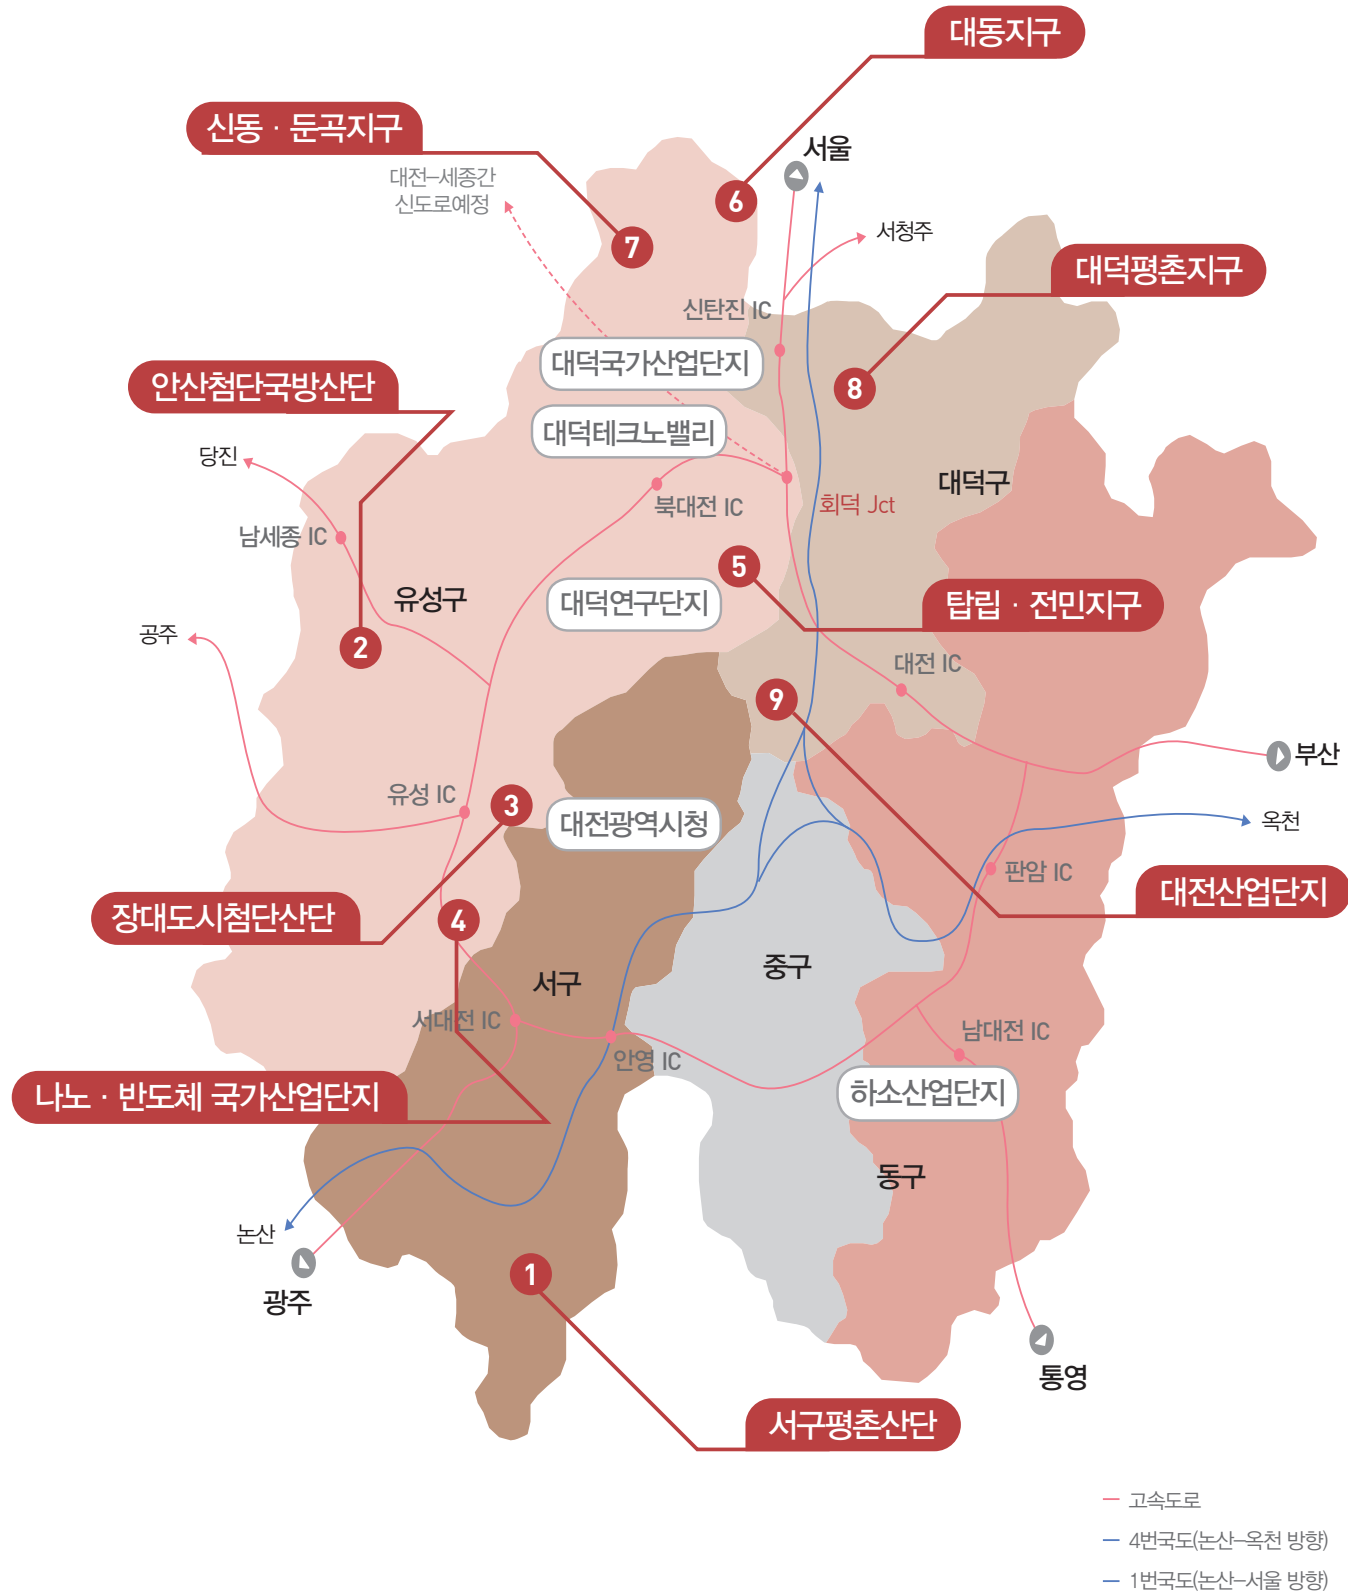 대동지구
신동 · 둔곡지구
서울
대전-세종간
신도로예정
6
7
서청주
대덕평촌지구
신탄진 IC
대덕국가산업단지
8
안산첨단국방산단
대덕테크노밸리
당진
대덕구
북대전 IC
회덕 Jct
남세종 IC
5
유성구
대덕연구단지
탑립 · 전민지구
공주
2
대전 IC
9
부산
유성 IC
3
대전광역시청
옥천
판암 IC
대전산업단지
장대도시첨단산단
4
중구
서구
서대전 IC
남대전 IC
안영 IC
나노 · 반도체 국가산업단지
하소산업단지
동구
논산
1
광주
통영
서구평촌산단
고속도로
4번국도(논산-옥천 방향)
1번국도(논산-서울 방향)